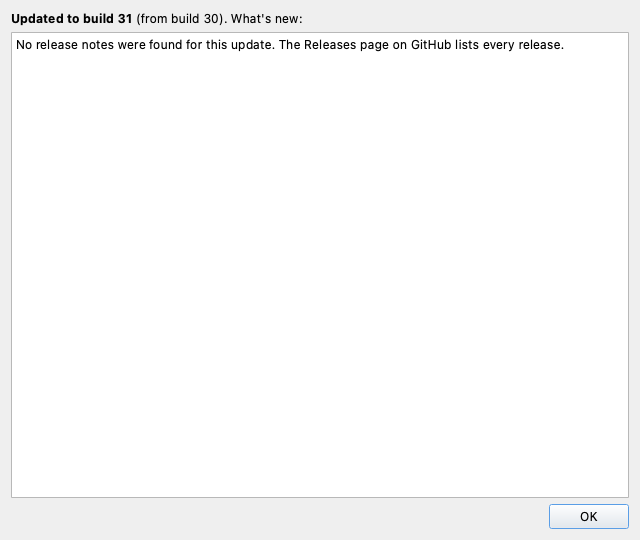 Updated to build 31 (from build 30). What's new:
No release notes were found for this update. The Releases page on GitHub lists every release.
OK